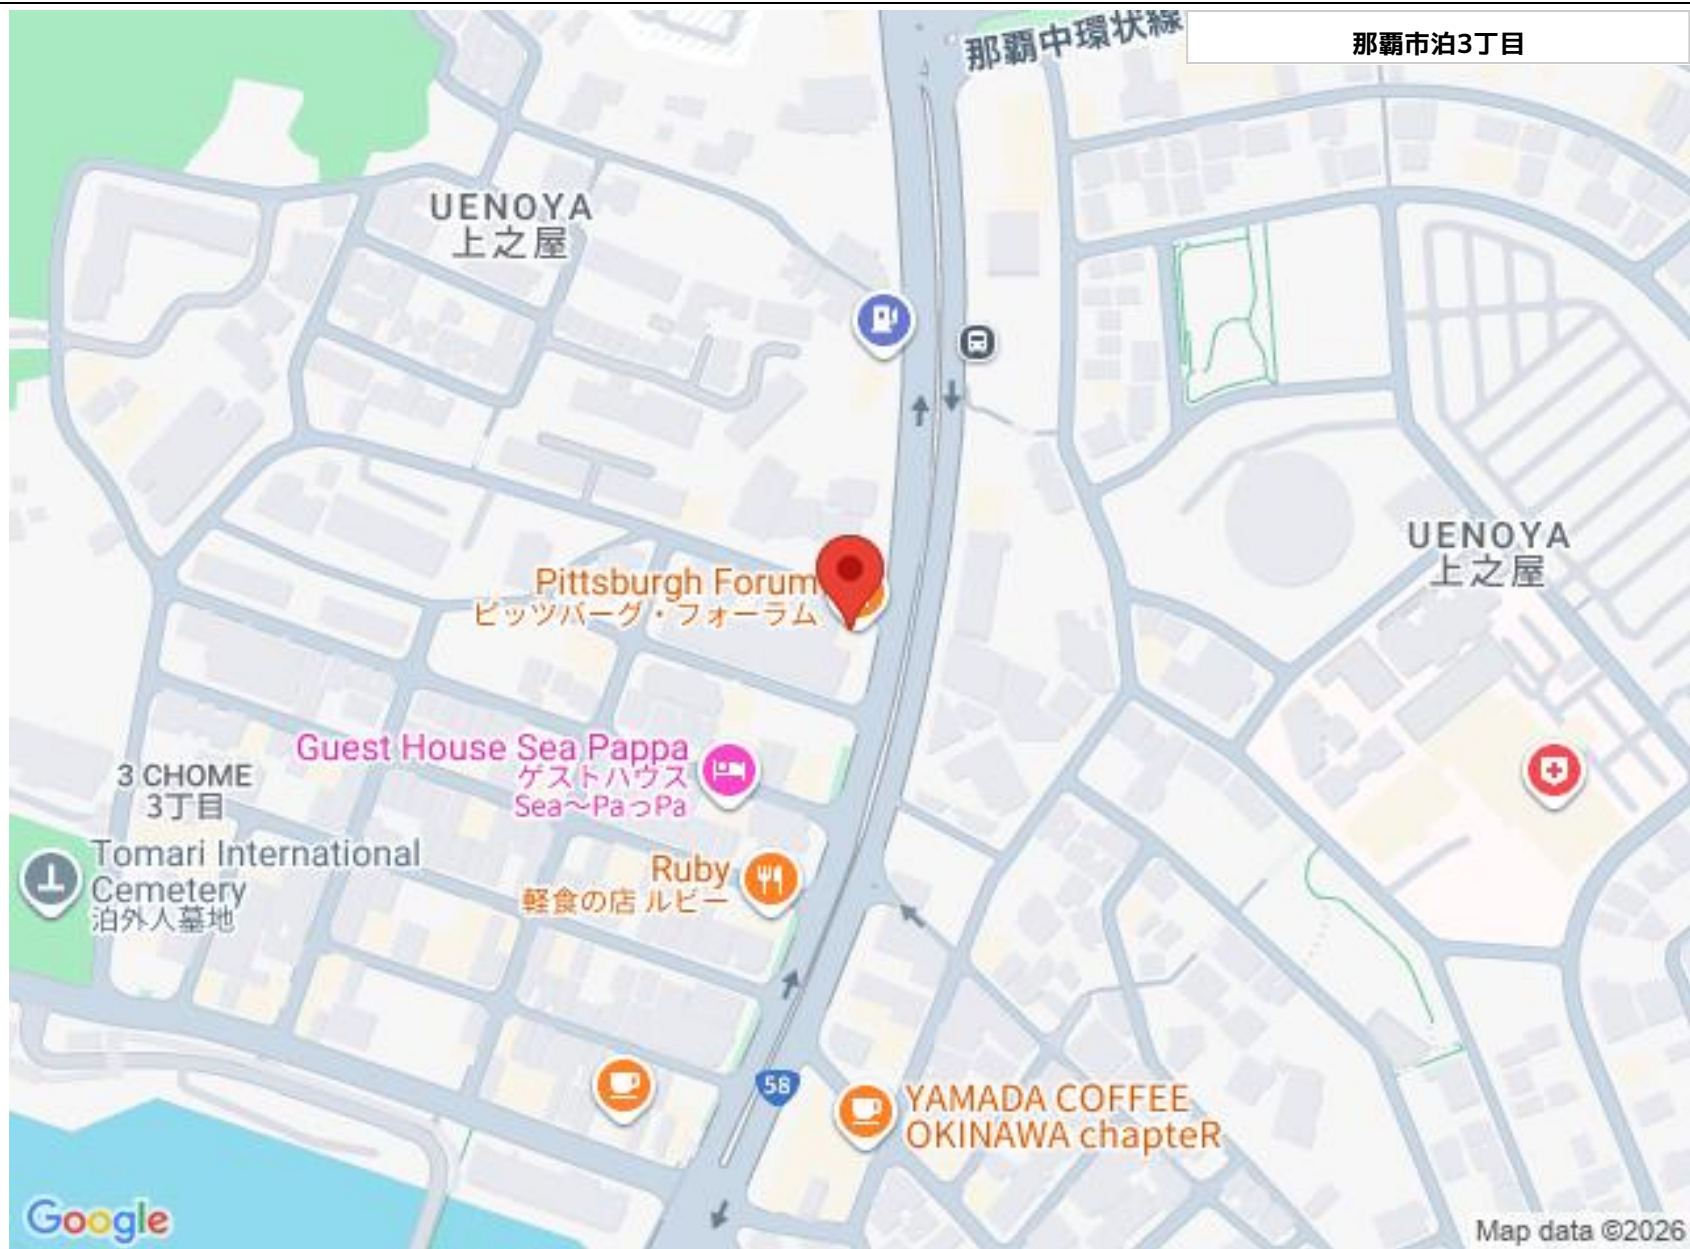 那覇中環状線
那覇市泊3丁目
UENOYA
上之屋
UENOYA
上之屋
Pittsburgh Forum
ピッツバーグ・フォーラム
Guest House Sea Pappa
ゲストハウス
Sea～PaっPa
3 CHOME
3丁目
Tomari International
Cemetery
泊外人墓地
Ruby
軽食の店 ルビー
58
YAMADA COFFEE
OKINAWA chapteR
Google
Map data ©2026